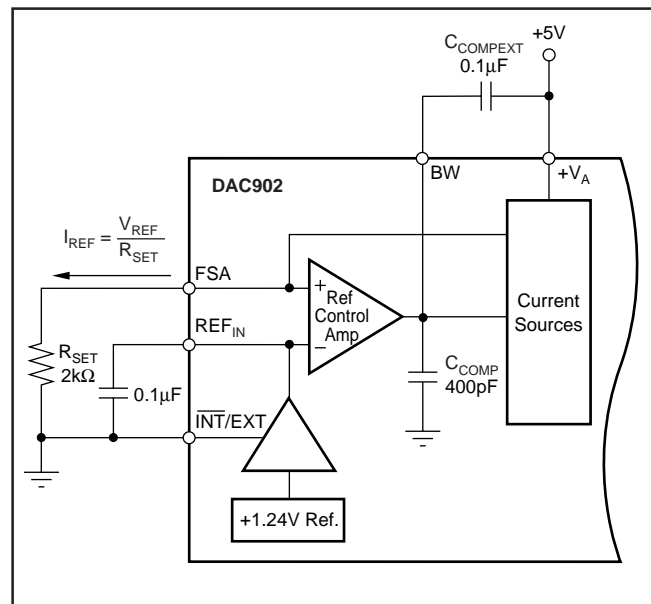 +5V
C_COMPEXT
0.1µF
BW
+V_A
DAC902
I_REF = V_REF / R_SET
FSA
+
Ref
Control
Amp
–
Current
Sources
REF_IN
R_SET
2kΩ
0.1µF
C_COMP
400pF
I̅N̅T̅/EXT
+1.24V Ref.